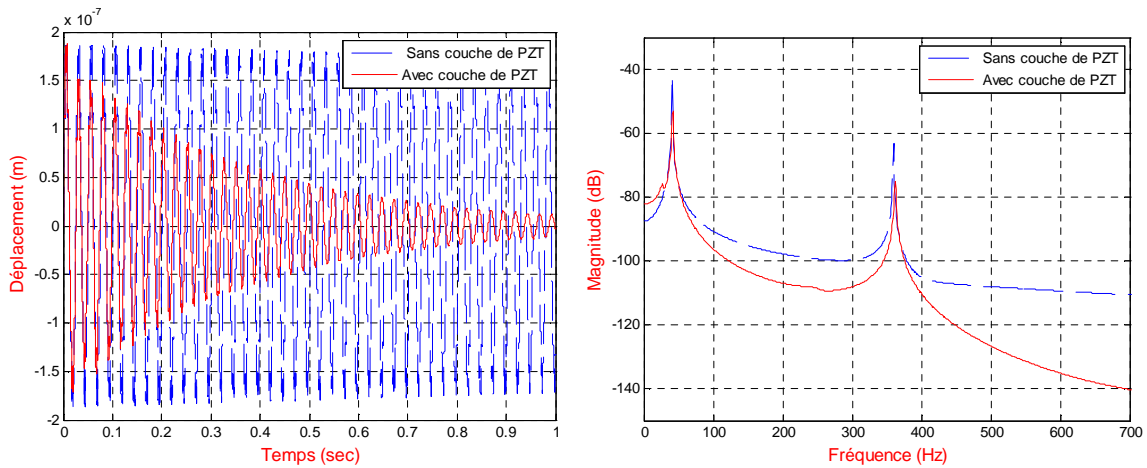 x 10-7
2
1.5
1
0.5
0
-0.5
-1
-1.5
-2
0 0.1 0.2 0.3 0.4 0.5 0.6 0.7 0.8 0.9 1
Temps (sec)
Déplacement (m)
Sans couche de PZT
Avec couche de PZT
-40
-60
-80
-100
-120
-140
0 100 200 300 400 500 600 700
Fréquence (Hz)
Magnitude (dB)
Sans couche de PZT
Avec couche de PZT